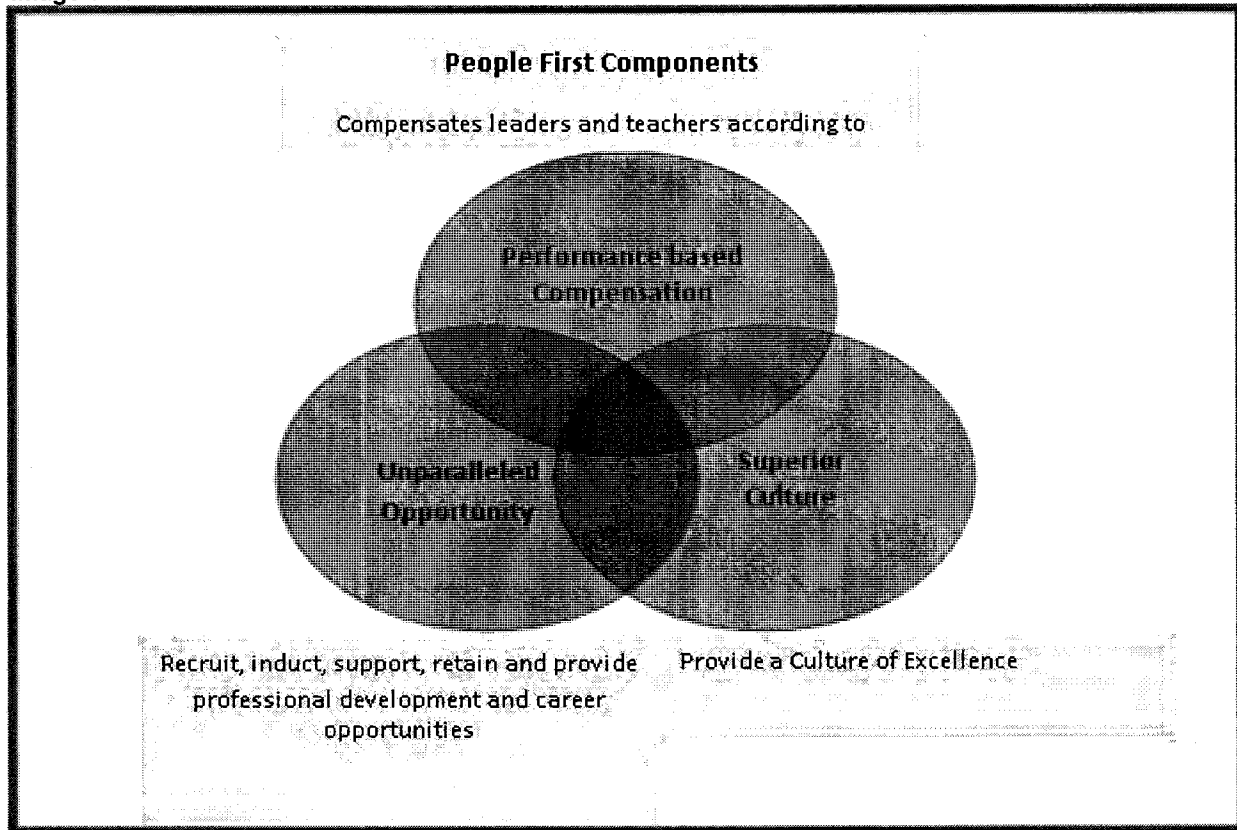 People First Components
Compensates leaders and teachers according to
Performance based
Compensation
Unparalleled
Opportunity
Superior
Culture
Recruit, induct, support, retain and provide
professional development and career
opportunities
Provide a Culture of Excellence